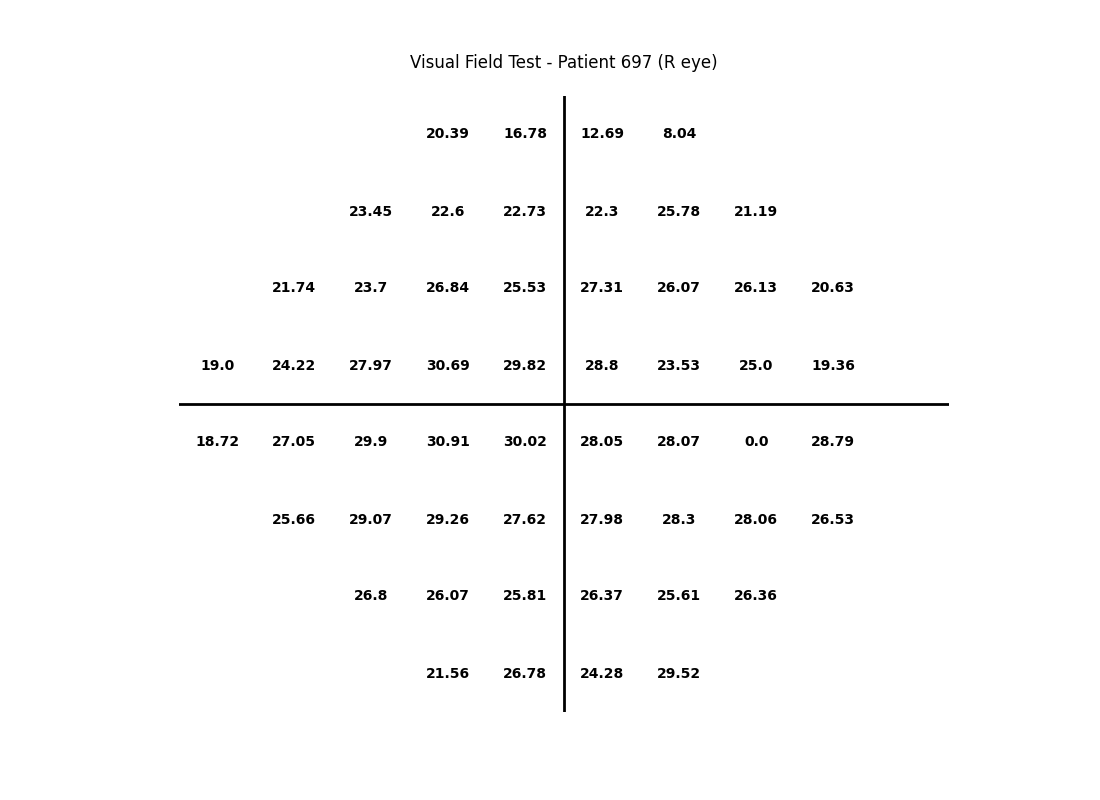 Visual Field Test - Patient 697 (R eye)
20.39 16.78 12.69 8.04
23.45 22.6 22.73 22.3 25.78 21.19
21.74 23.7 26.84 25.53 27.31 26.07 26.13 20.63
19.0 24.22 27.97 30.69 29.82 28.8 23.53 25.0 19.36
18.72 27.05 29.9 30.91 30.02 28.05 28.07 0.0 28.79
25.66 29.07 29.26 27.62 27.98 28.3 28.06 26.53
26.8 26.07 25.81 26.37 25.61 26.36
21.56 26.78 24.28 29.52